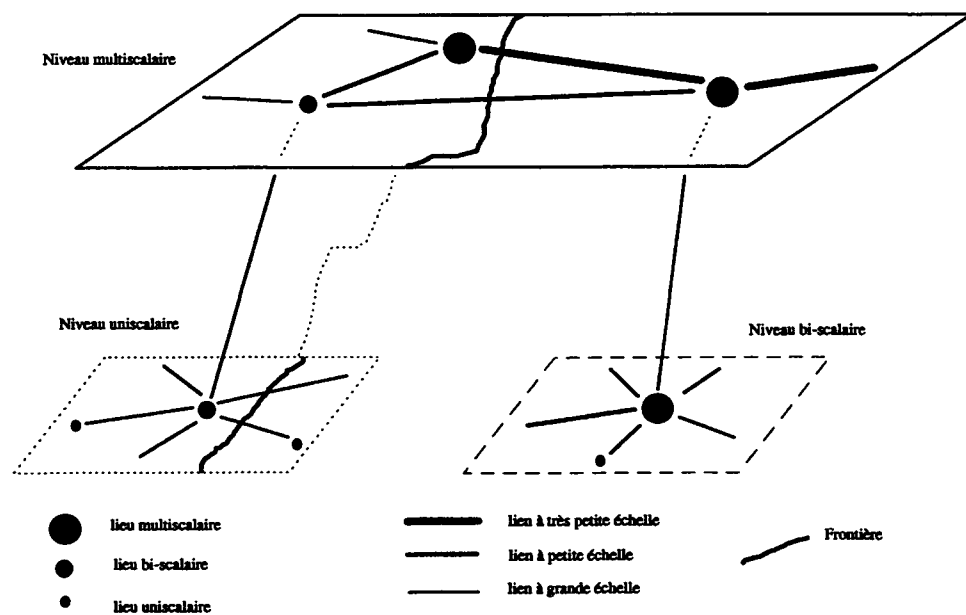 Niveau multiscalaire
Niveau uniscalaire
Niveau bi-scalaire
lieu multiscalaire
lieu bi-scalaire
lieu uniscalaire
lien à très petite échelle
lien à petite échelle
lien à grande échelle
Frontière